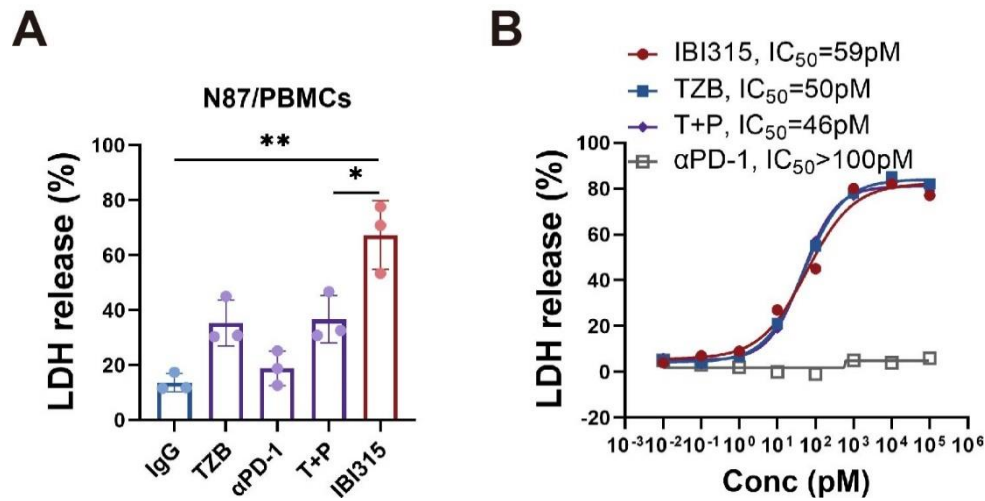 A
N87/PBMCs
**
*
LDH release (%)
100
80
60
40
20
0
IgG
TZB
αPD-1
T+P
IBI315
B
IBI315, IC₅₀=59pM
TZB, IC₅₀=50pM
T+P, IC₅₀=46pM
αPD-1, IC₅₀>100pM
LDH release (%)
100
80
60
40
20
0
-20
10⁻³ 10⁻² 10⁻¹ 10⁰ 10¹ 10² 10³ 10⁴ 10⁵ 10⁶
Conc (pM)